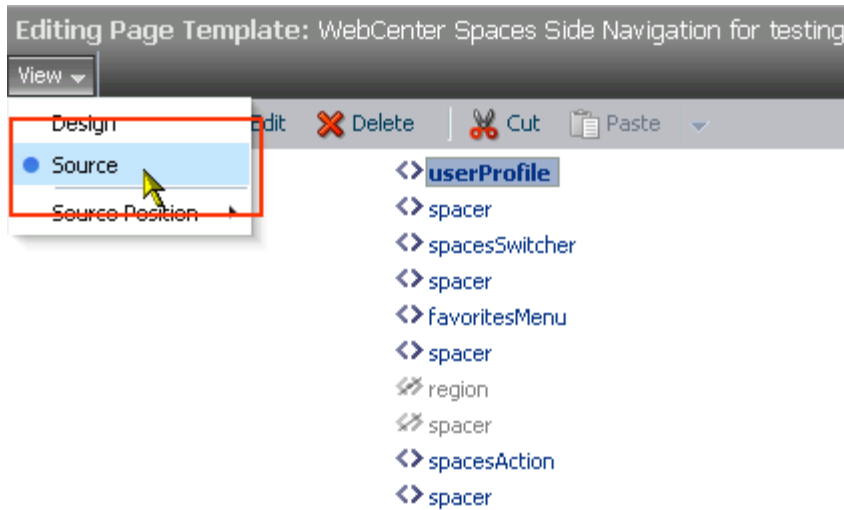 Editing Page Template: WebCenter Spaces Side Navigation for testing
View
Design
Edit Delete Cut Paste
Source
Source Position
userProfile
spacer
spacesSwitcher
spacer
favoritesMenu
spacer
region
spacer
spacesAction
spacer